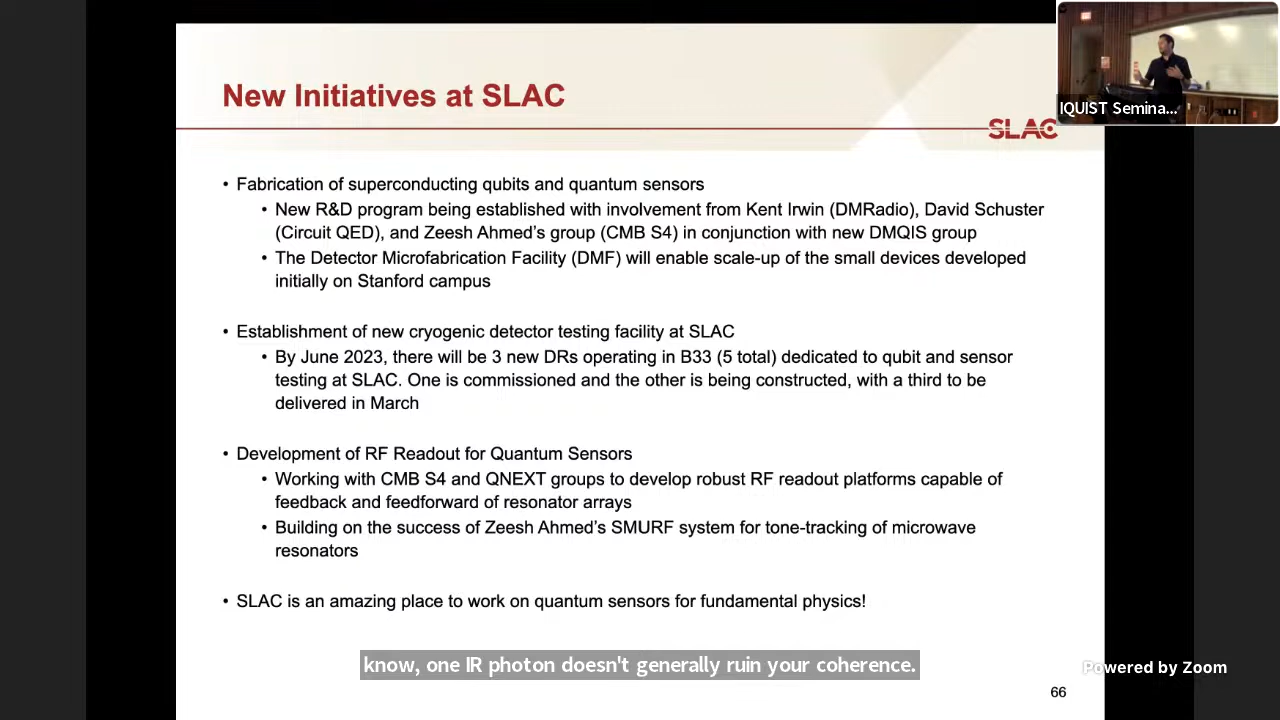 New Initiatives at SLAC
SLAC
IQUIST Semina...
• Fabrication of superconducting qubits and quantum sensors
• New R&D program being established with involvement from Kent Irwin (DMRadio), David Schuster
(Circuit QED), and Zeesh Ahmed's group (CMB S4) in conjunction with new DMQIS group
• The Detector Microfabrication Facility (DMF) will enable scale-up of the small devices developed
initially on Stanford campus
• Establishment of new cryogenic detector testing facility at SLAC
• By June 2023, there will be 3 new DRs operating in B33 (5 total) dedicated to qubit and sensor
testing at SLAC. One is commissioned and the other is being constructed, with a third to be
delivered in March
• Development of RF Readout for Quantum Sensors
• Working with CMB S4 and QNEXT groups to develop robust RF readout platforms capable of
feedback and feedforward of resonator arrays
• Building on the success of Zeesh Ahmed's SMURF system for tone-tracking of microwave
resonators
• SLAC is an amazing place to work on quantum sensors for fundamental physics!
know, one IR photon doesn't generally ruin your coherence.
Powered by Zoom
66